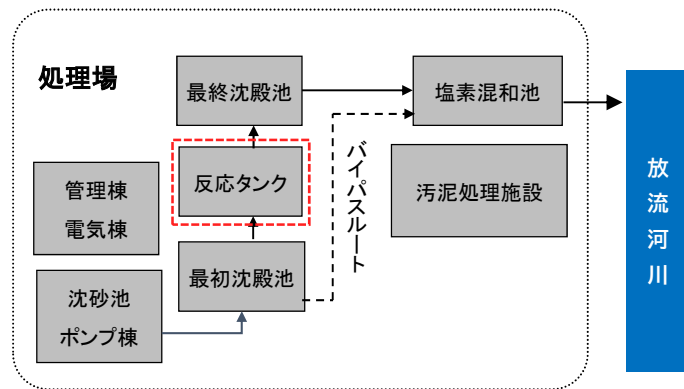 処理場
最終沈殿池
塩素混和池
反応タンク
バイパスルート
汚泥処理施設
管理棟
電気棟
最初沈殿池
沈砂池
ポンプ棟
放流河川